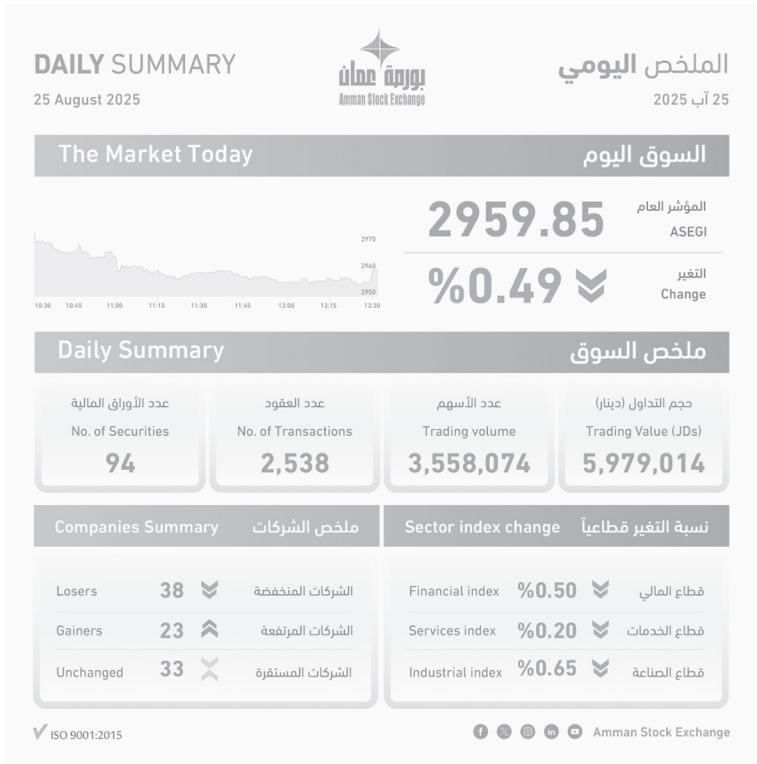 DAILY SUMMARY
25 August 2025
بورصة عمان
Amman Stock Exchange
الملخص اليومي
25 آب 2025
The Market Today
السوق اليوم
2970
2960
2950
10:30 10:45 11:00 11:15 11:30 11:45 12:00 12:15 12:30
المؤشر العام
ASEGI
2959.85
التغير
Change
%0.49
Daily Summary
ملخص السوق
عدد الأوراق المالية
No. of Securities
94
عدد العقود
No. of Transactions
2,538
عدد الأسهم
Trading volume
3,558,074
حجم التداول (دينار)
Trading Value (JDs)
5,979,014
Companies Summary ملخص الشركات
Losers 38 الشركات المنخفضة
Gainers 23 الشركات المرتفعة
Unchanged 33 الشركات المستقرة
Sector index change نسبة التغير قطاعياً
Financial index %0.50 قطاع المالي
Services index %0.20 قطاع الخدمات
Industrial index %0.65 قطاع الصناعة
ISO 9001:2015
Amman Stock Exchange